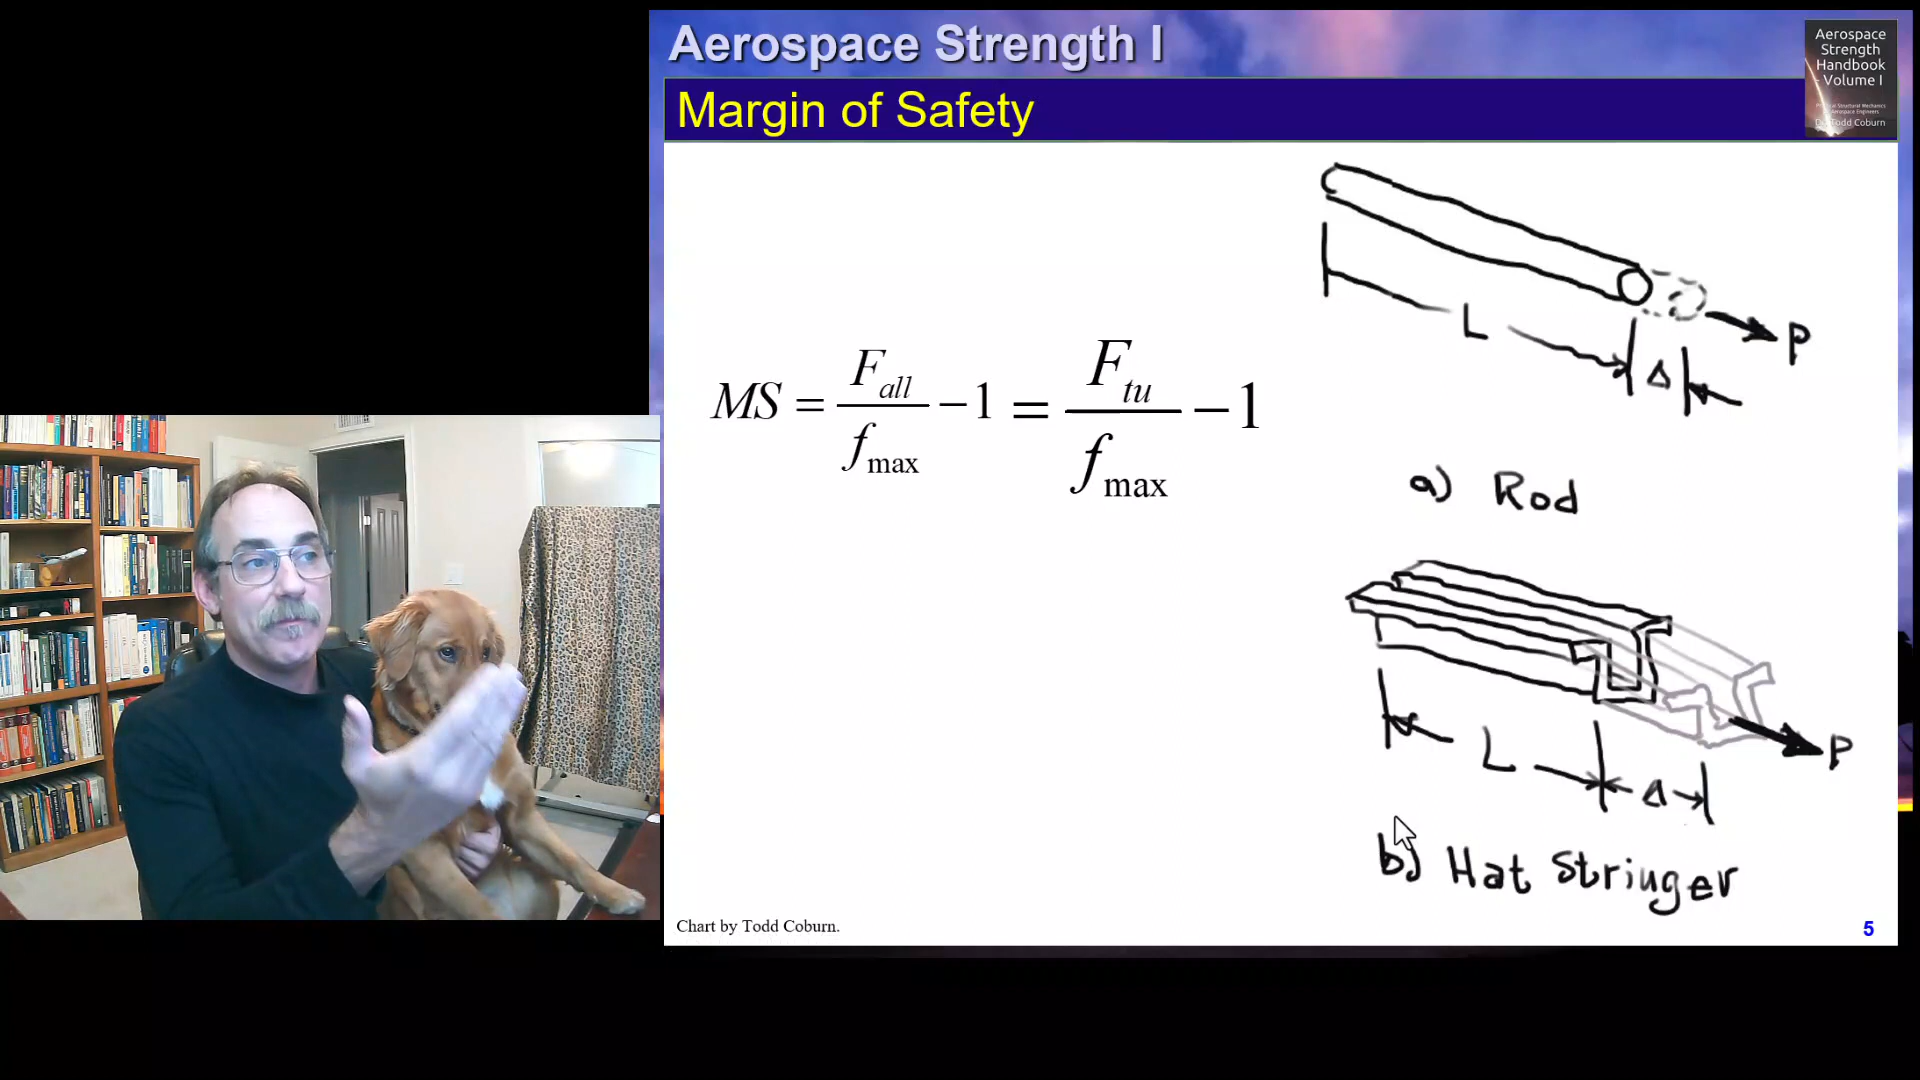 Aerospace Strength I
Aerospace
Strength
Handbook
- Volume I
Dr. Todd Coburn
Margin of Safety
MS = F_all / f_max − 1 = F_tu / f_max − 1
L
Δ
P
a) Rod
L
Δ
P
b) Hat Stringer
Chart by Todd Coburn.
5